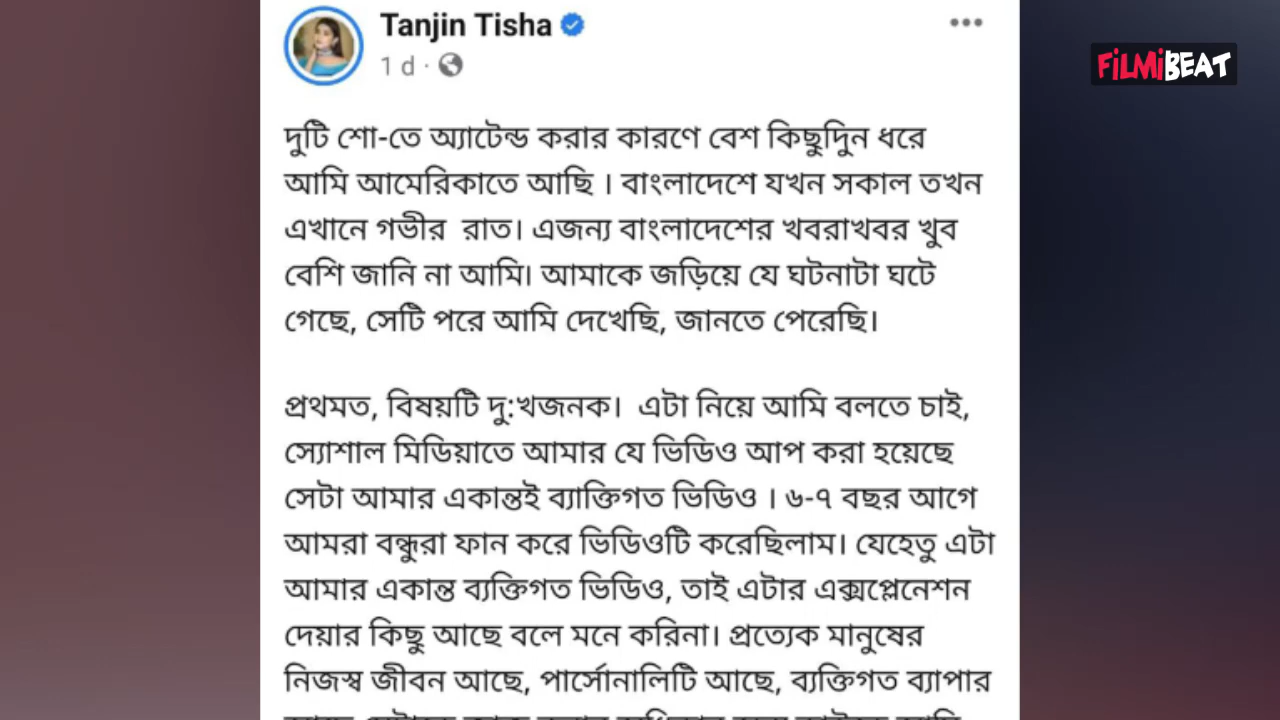 Tanjin Tisha
1 d ·
FILMIBEAT
দুটি শো-তে অ্যাটেন্ড করার কারণে বেশ কিছুদিুন ধরে
আমি আমেরিকাতে আছি । বাংলাদেশে যখন সকাল তখন
এখানে গভীর রাত। এজন্য বাংলাদেশের খবরাখবর খুব
বেশি জানি না আমি। আমাকে জড়িয়ে যে ঘটনাটা ঘটে
গেছে, সেটি পরে আমি দেখেছি, জানতে পেরেছি।
প্রথমত, বিষয়টি দু:খজনক। এটা নিয়ে আমি বলতে চাই,
স্যোশাল মিডিয়াতে আমার যে ভিডিও আপ করা হয়েছে
সেটা আমার একান্তই ব্যাক্তিগত ভিডিও । ৬-৭ বছর আগে
আমরা বন্ধুরা ফান করে ভিডিওটি করেছিলাম। যেহেতু এটা
আমার একান্ত ব্যক্তিগত ভিডিও, তাই এটার এক্সপ্লেনেশন
দেয়ার কিছু আছে বলে মনে করিনা। প্রত্যেক মানুষের
নিজস্ব জীবন আছে, পার্সোনালিটি আছে, ব্যক্তিগত ব্যাপার